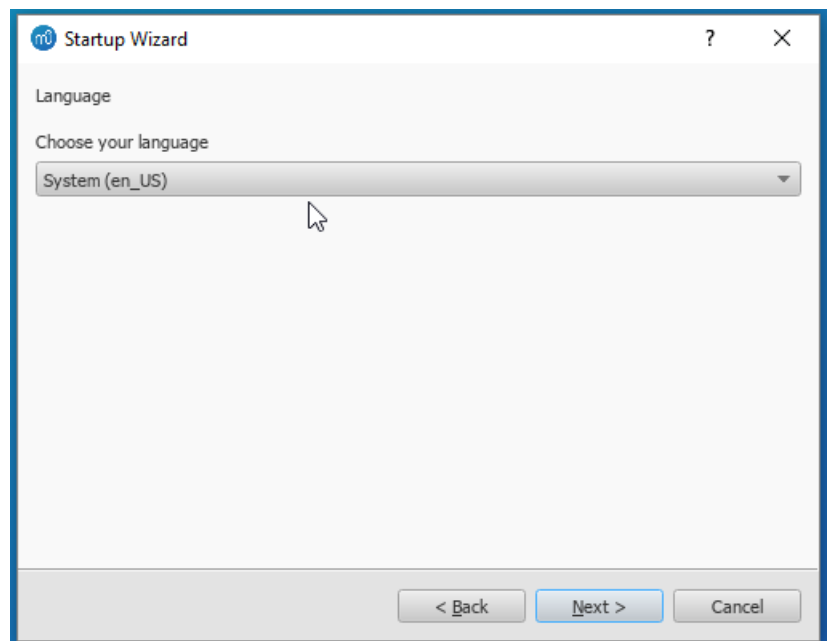 Startup Wizard ?
Language
Choose your language
System (en_US)
< Back Next > Cancel